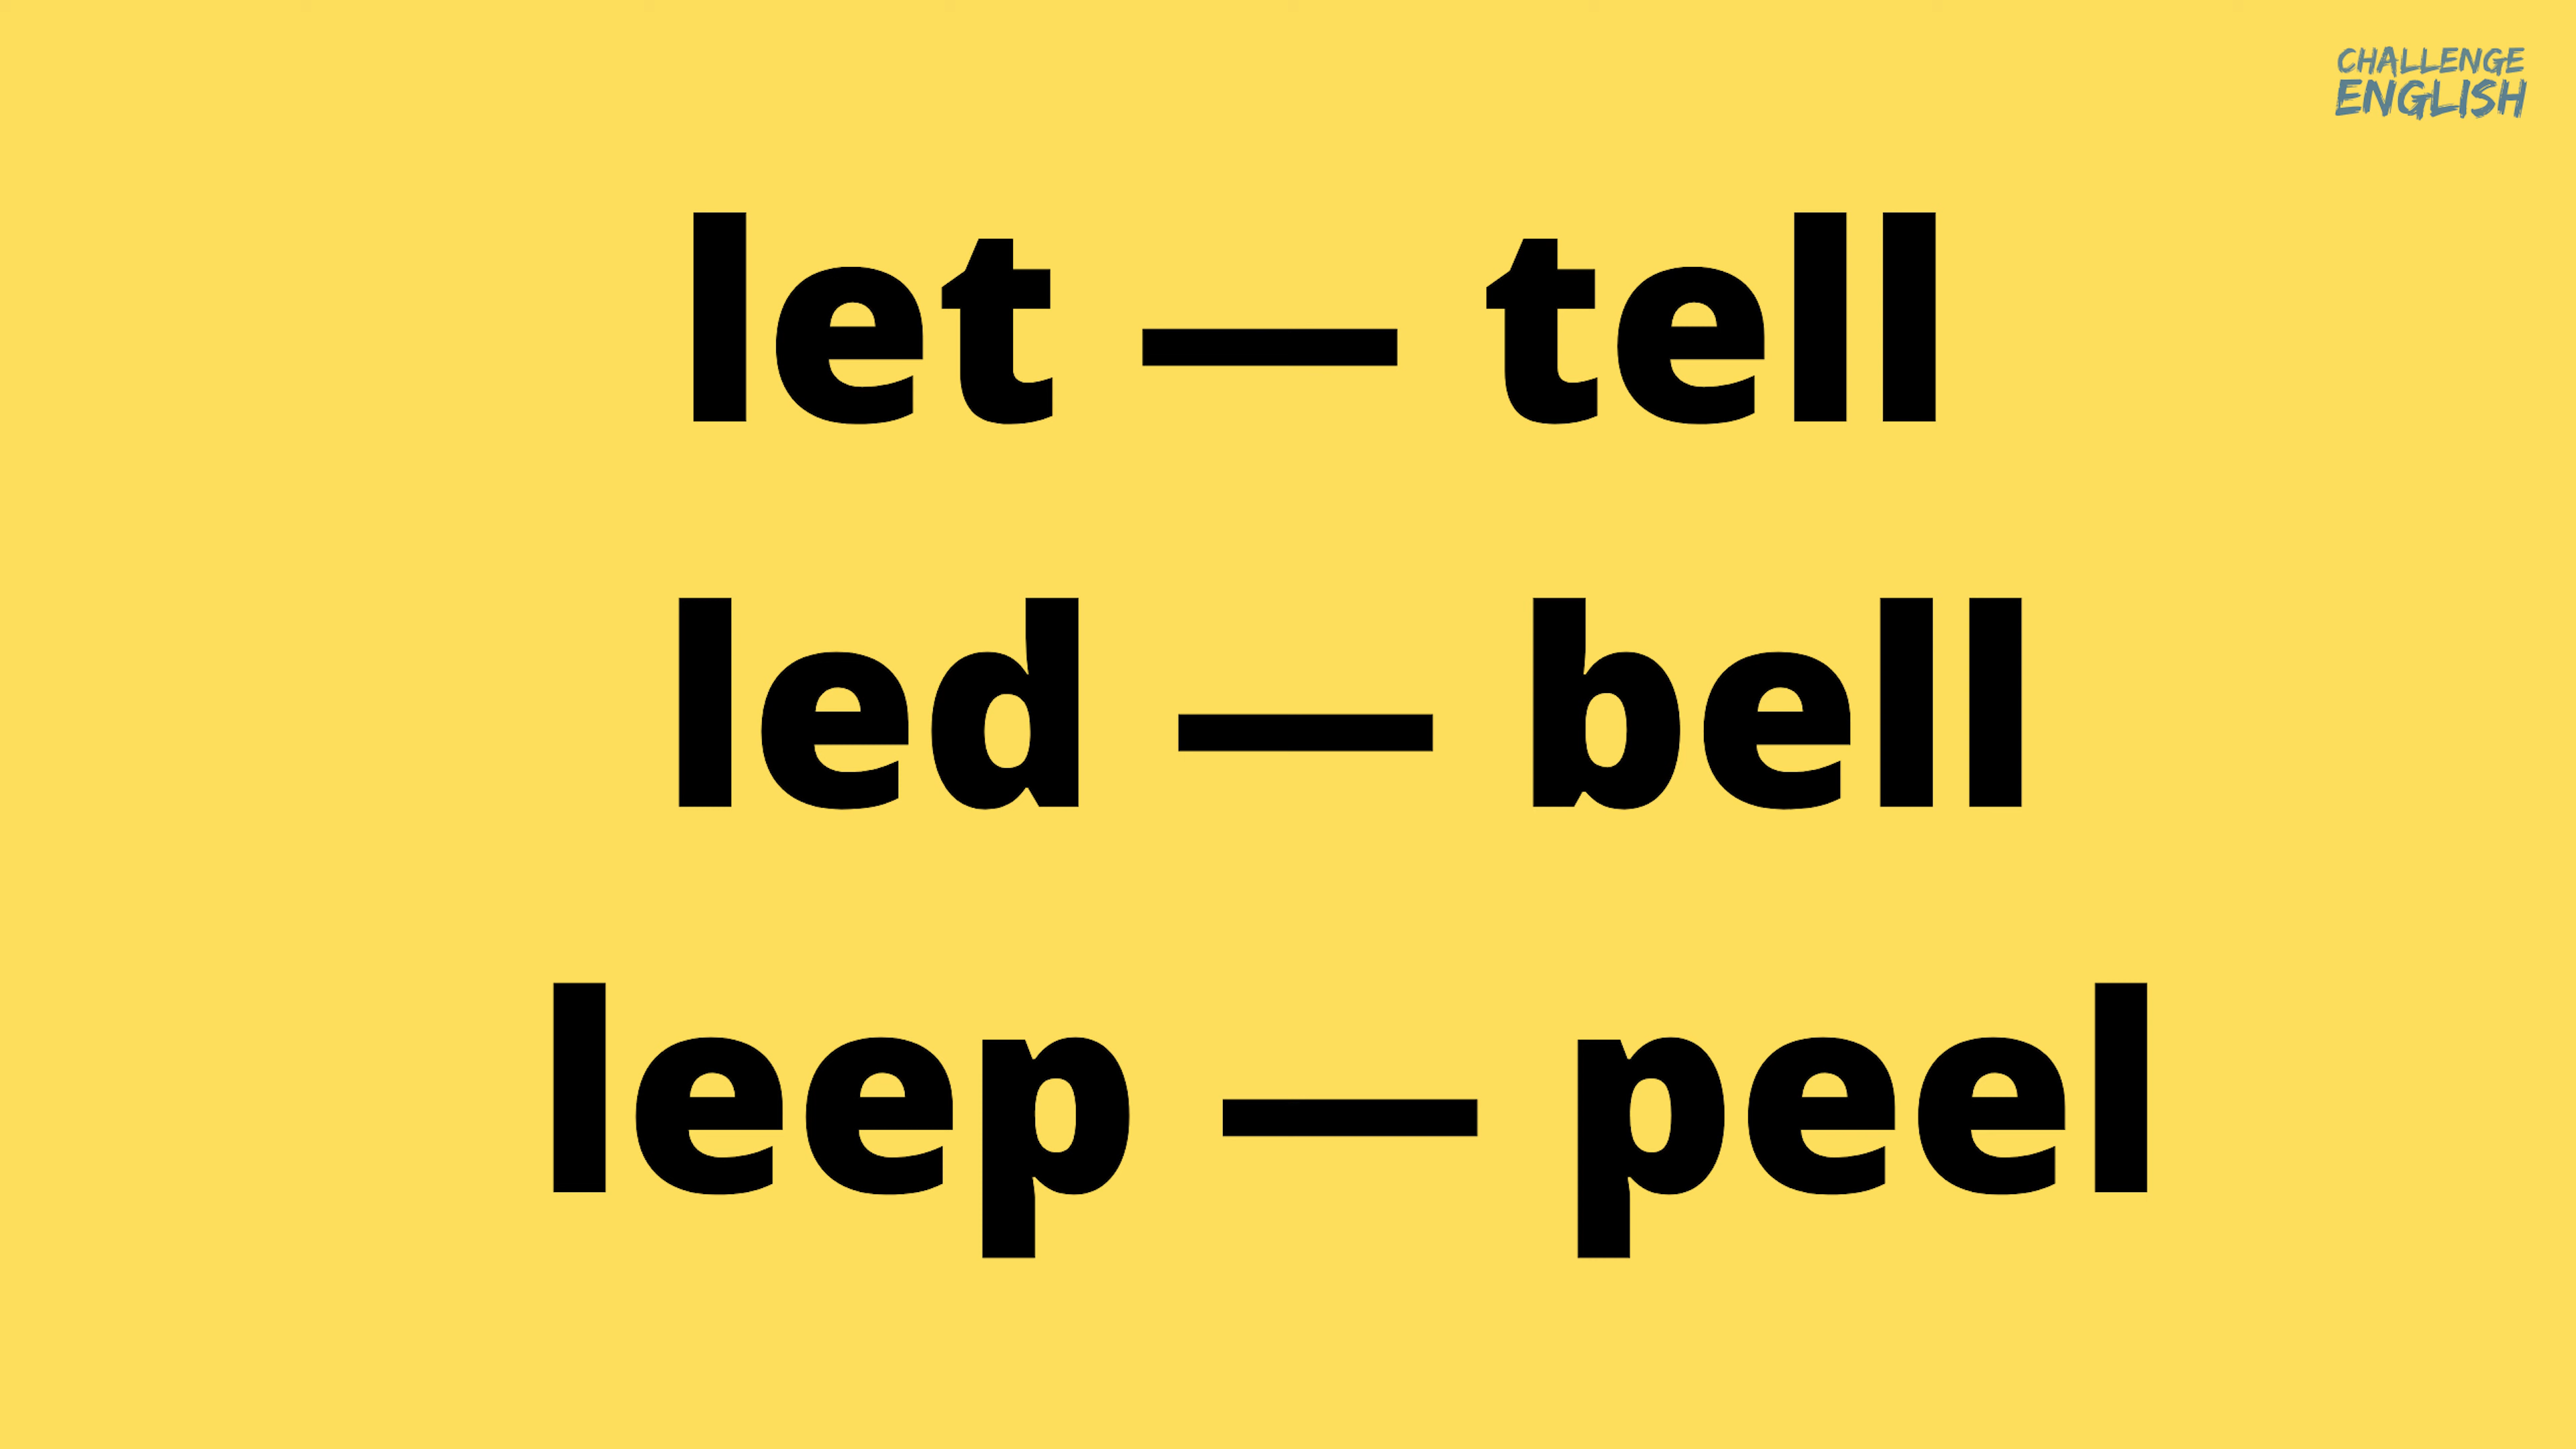 CHALLENGE
ENGLISH
let — tell
led — bell
leep — peel